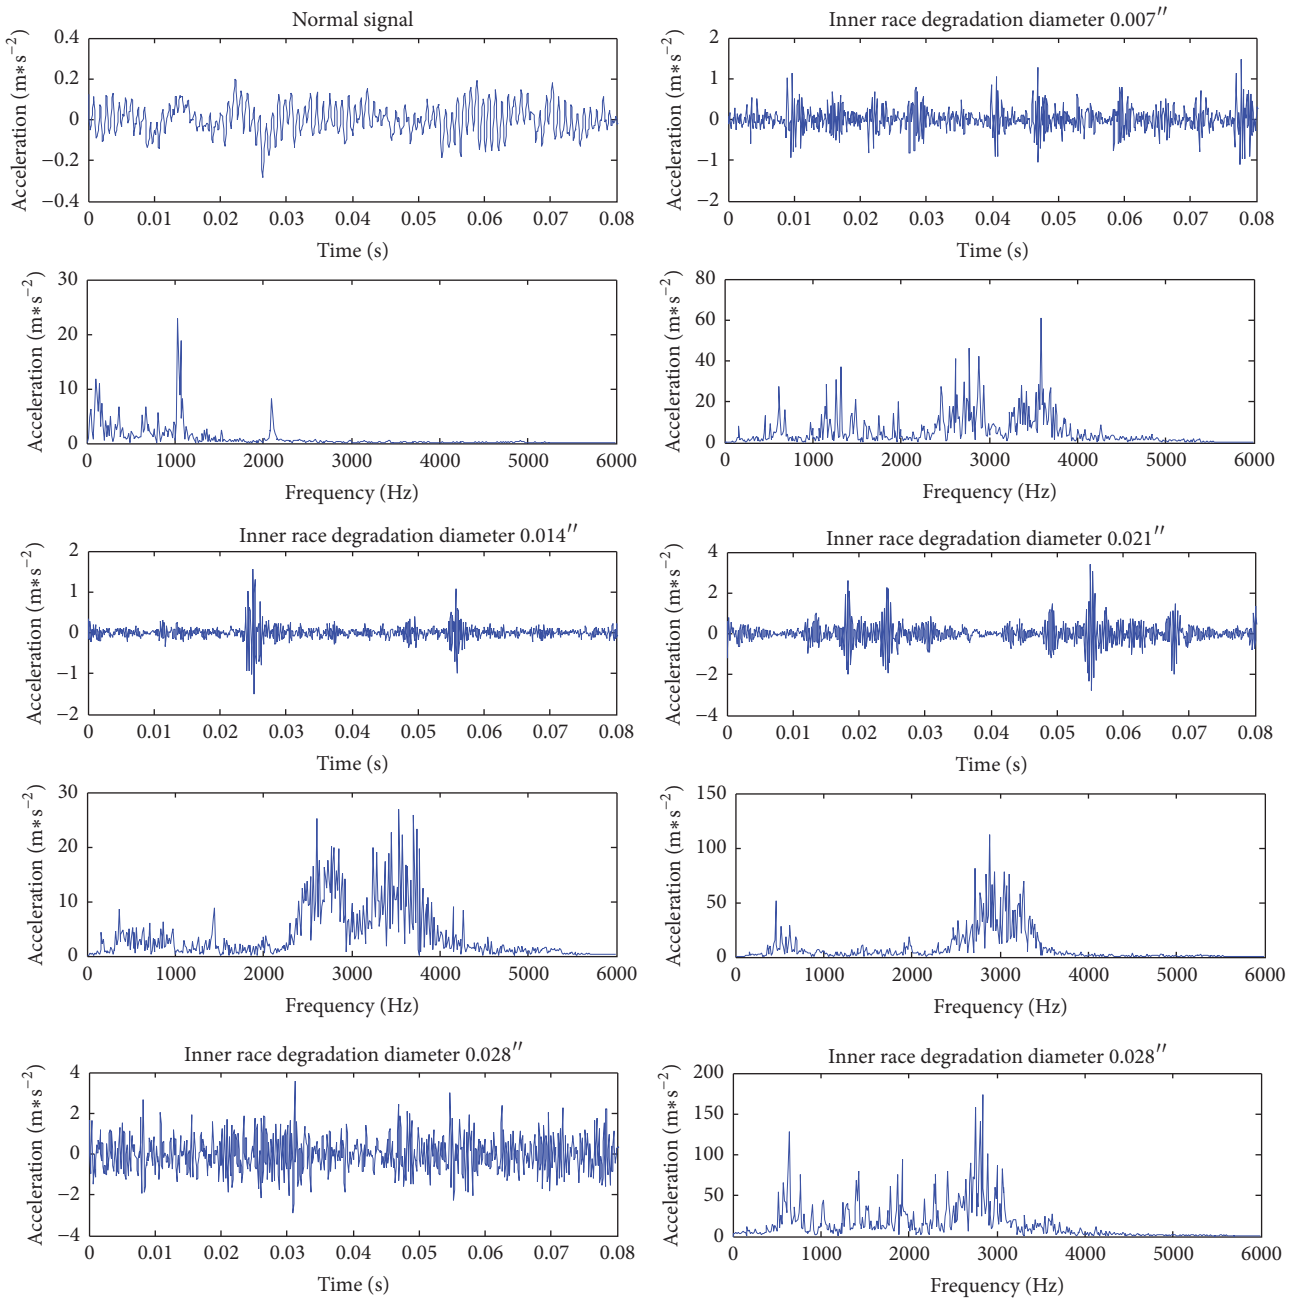 Normal signal
Acceleration (m∗s⁻²)
0.4
0.2
0
−0.2
−0.4
0 0.01 0.02 0.03 0.04 0.05 0.06 0.07 0.08
Time (s)
Inner race degradation diameter 0.007″
Acceleration (m∗s⁻²)
2
1
0
−1
−2
0 0.01 0.02 0.03 0.04 0.05 0.06 0.07 0.08
Time (s)
Acceleration (m∗s⁻²)
30
20
10
0
0 1000 2000 3000 4000 5000 6000
Frequency (Hz)
Acceleration (m∗s⁻²)
80
60
40
20
0
0 1000 2000 3000 4000 5000 6000
Frequency (Hz)
Inner race degradation diameter 0.014″
Acceleration (m∗s⁻²)
2
1
0
−1
−2
0 0.01 0.02 0.03 0.04 0.05 0.06 0.07 0.08
Time (s)
Inner race degradation diameter 0.021″
Acceleration (m∗s⁻²)
4
2
0
−2
−4
0 0.01 0.02 0.03 0.04 0.05 0.06 0.07 0.08
Time (s)
Acceleration (m∗s⁻²)
30
20
10
0
0 1000 2000 3000 4000 5000 6000
Frequency (Hz)
Acceleration (m∗s⁻²)
150
100
50
0
0 1000 2000 3000 4000 5000 6000
Frequency (Hz)
Inner race degradation diameter 0.028″
Acceleration (m∗s⁻²)
4
2
0
−2
−4
0 0.01 0.02 0.03 0.04 0.05 0.06 0.07 0.08
Time (s)
Inner race degradation diameter 0.028″
Acceleration (m∗s⁻²)
200
150
100
50
0
0 1000 2000 3000 4000 5000 6000
Frequency (Hz)